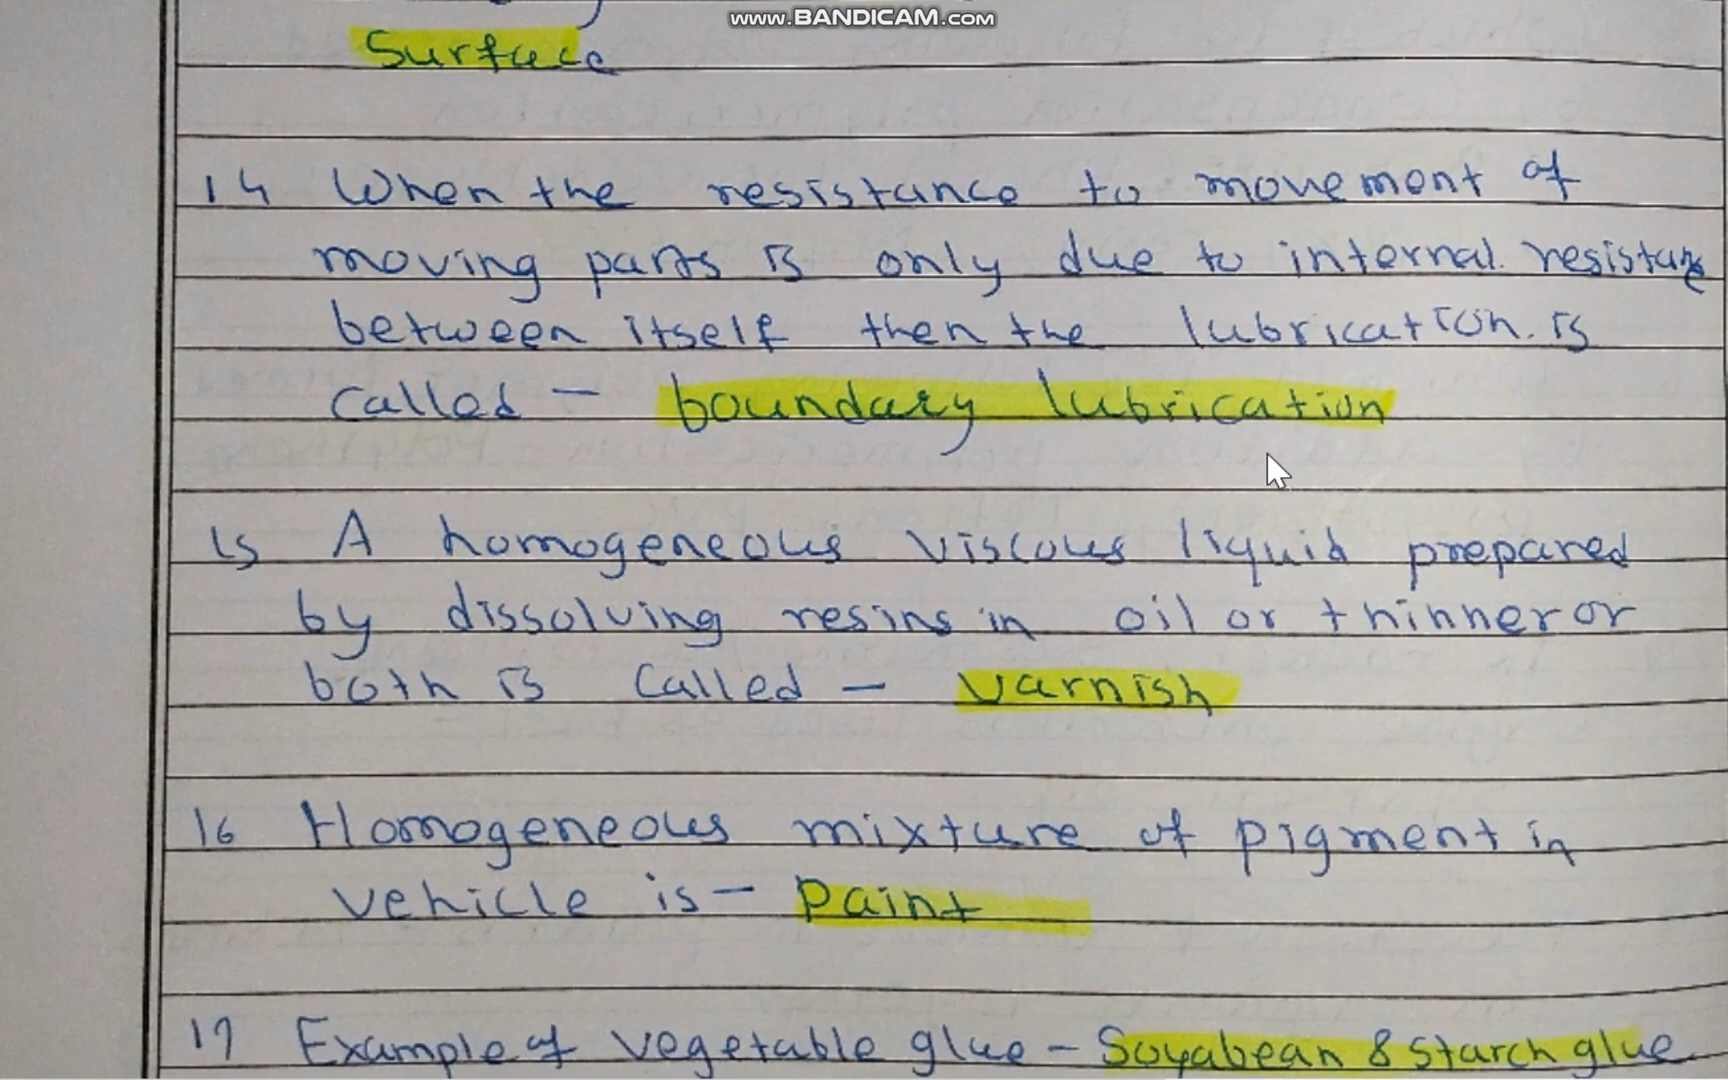 www.BANDICAM.com
Surface
14 When the resistance to movement of
moving parts is only due to internal resistance
between itself then the lubrication is
called - boundary lubrication
15 A homogeneous viscous liquid prepared
by dissolving resins in oil or thinner or
both is called - varnish
16 Homogeneous mixture of pigment in
vehicle is - paint
17 Example of vegetable glue - Soyabean & starch glue